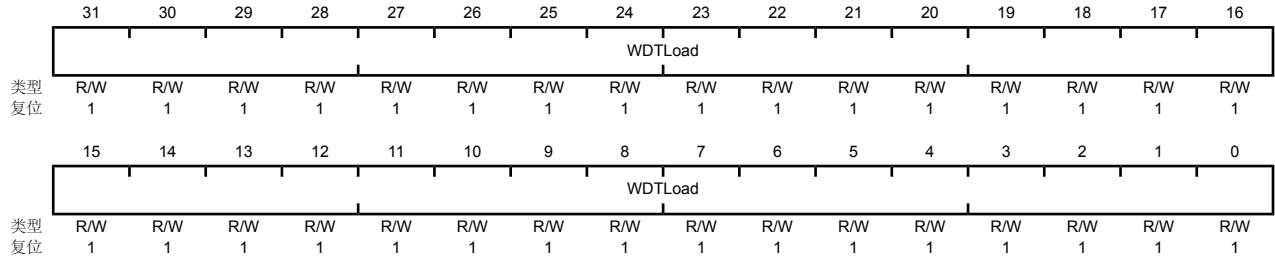 31 30 29 28 27 26 25 24 23 22 21 20 19 18 17 16
WDTLoad
类型 R/W R/W R/W R/W R/W R/W R/W R/W R/W R/W R/W R/W R/W R/W R/W R/W
复位 1 1 1 1 1 1 1 1 1 1 1 1 1 1 1 1
15 14 13 12 11 10 9 8 7 6 5 4 3 2 1 0
WDTLoad
类型 R/W R/W R/W R/W R/W R/W R/W R/W R/W R/W R/W R/W R/W R/W R/W R/W
复位 1 1 1 1 1 1 1 1 1 1 1 1 1 1 1 1